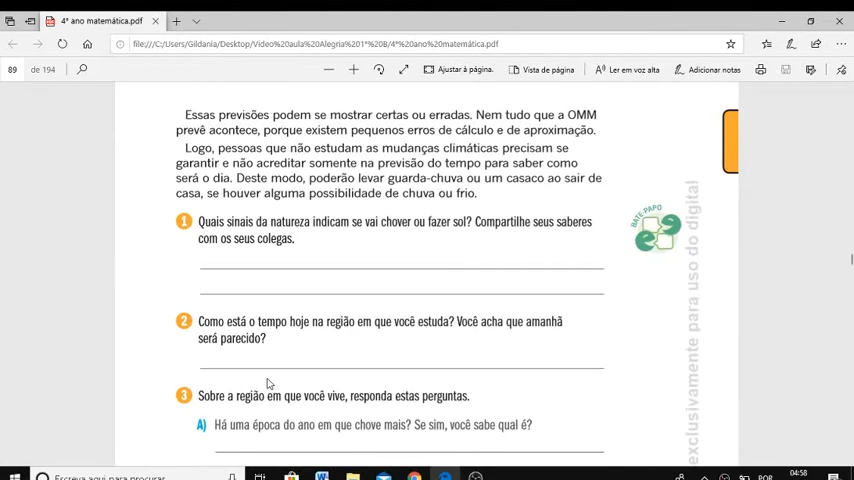 4º ano matemática.pdf
file:///C:/Users/Gildania/Desktop/Video%20aula%20Alegria%201°%20B/4°%20ano%20matemática.pdf
89 de 194
Ajustar à página.
Vista de página
Ler em voz alta
Adicionar notas
Essas previsões podem se mostrar certas ou erradas. Nem tudo que a OMM
prevê acontece, porque existem pequenos erros de cálculo e de aproximação.
Logo, pessoas que não estudam as mudanças climáticas precisam se
garantir e não acreditar somente na previsão do tempo para saber como
será o dia. Deste modo, poderão levar guarda-chuva ou um casaco ao sair de
casa, se houver alguma possibilidade de chuva ou frio.
1 Quais sinais da natureza indicam se vai chover ou fazer sol? Compartilhe seus saberes
com os seus colegas.
BATE PAPO
2 Como está o tempo hoje na região em que você estuda? Você acha que amanhã
será parecido?
3 Sobre a região em que você vive, responda estas perguntas.
A) Há uma época do ano em que chove mais? Se sim, você sabe qual é?
exclusivamente para uso do digital
Escreva aqui para procurar
POR
04:58